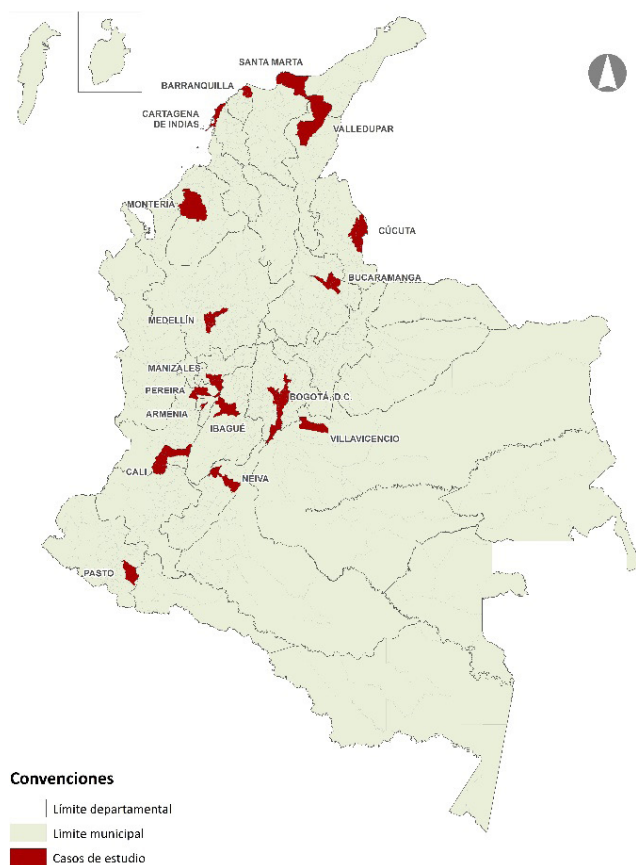 SANTA MARTA
BARRANQUILLA
CARTAGENA
DE INDIAS
VALLEDUPAR
MONTERÍA
CÚCUTA
BUCARAMANGA
MEDELLÍN
MANIZALES
PEREIRA
BOGOTÁ, D.C.
ARMENIA
IBAGUÉ
VILLAVICENCIO
CALI
NEIVA
PASTO
Convenciones
Límite departamental
Límite municipal
Casos de estudio